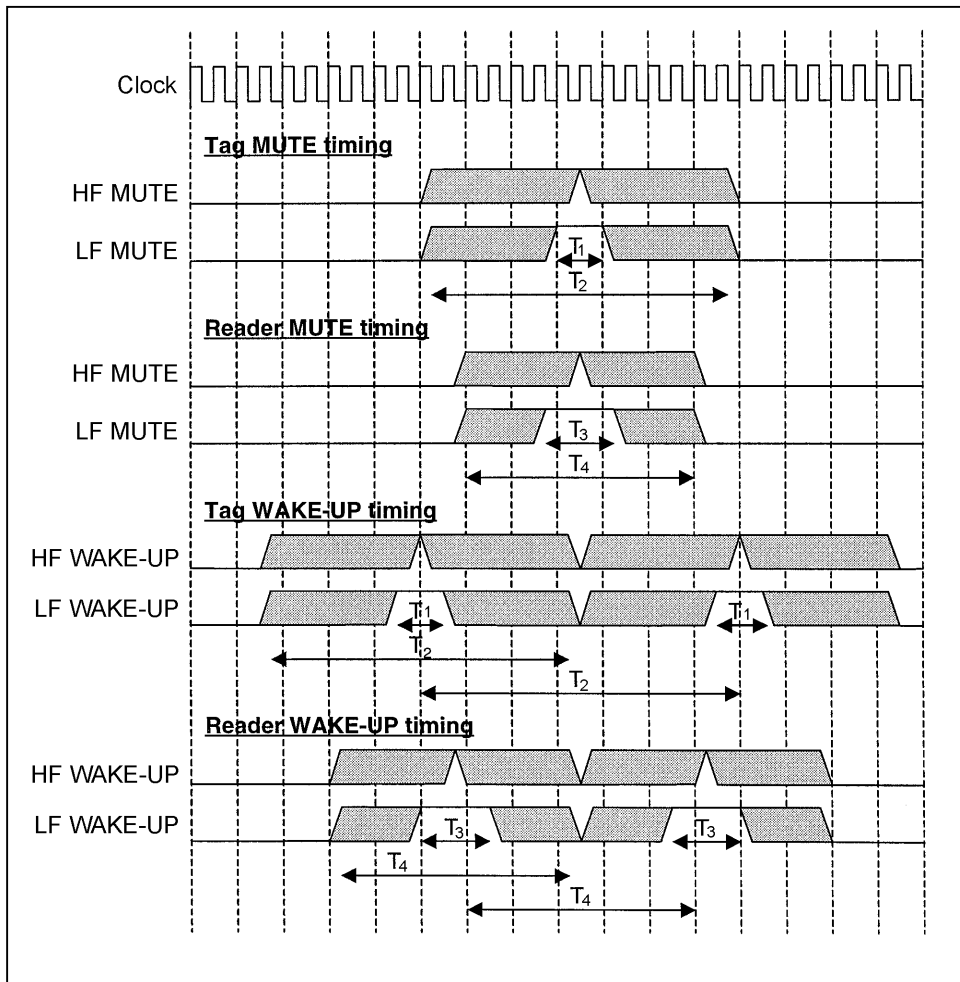 Clock
Tag MUTE timing
HF MUTE
LF MUTE
T1
T2
Reader MUTE timing
HF MUTE
LF MUTE
T3
T4
Tag WAKE-UP timing
HF WAKE-UP
LF WAKE-UP
T1
T1
T2
T2
Reader WAKE-UP timing
HF WAKE-UP
LF WAKE-UP
T3
T3
T4
T4